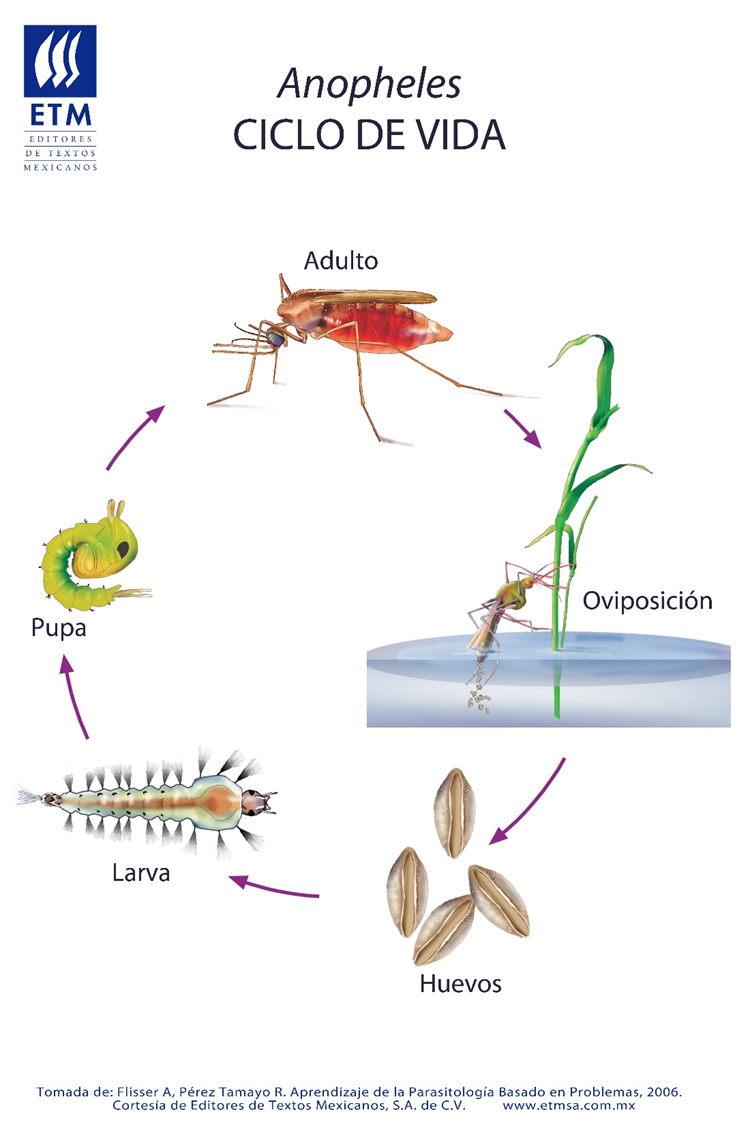 ETM
EDITORES
DE TEXTOS
MEXICANOS
Anopheles
CICLO DE VIDA
Adulto
Oviposición
Pupa
Larva
Huevos
Tomada de: Flisser A, Pérez Tamayo R. Aprendizaje de la Parasitología Basado en Problemas, 2006.
Cortesía de Editores de Textos Mexicanos, S.A. de C.V. www.etmsa.com.mx